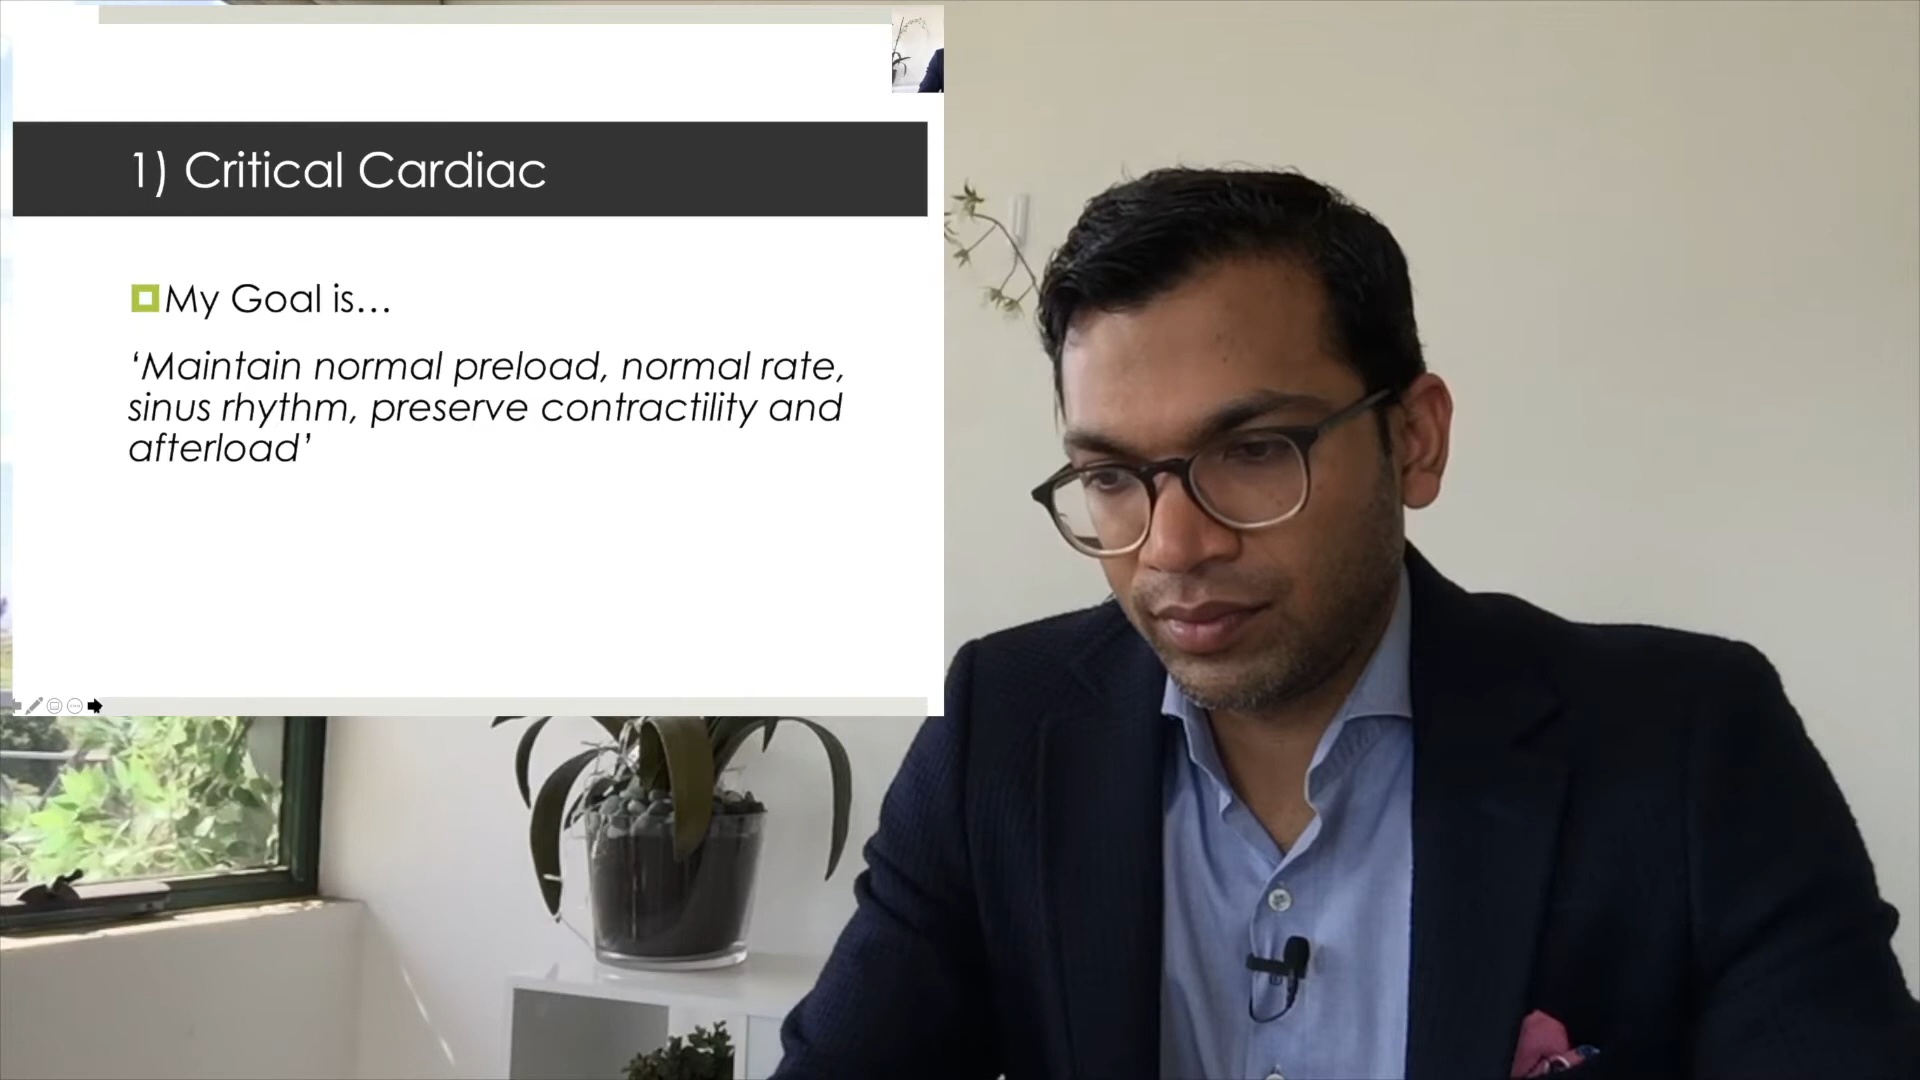 1) Critical Cardiac
My Goal is...
‘Maintain normal preload, normal rate,
sinus rhythm, preserve contractility and
afterload’